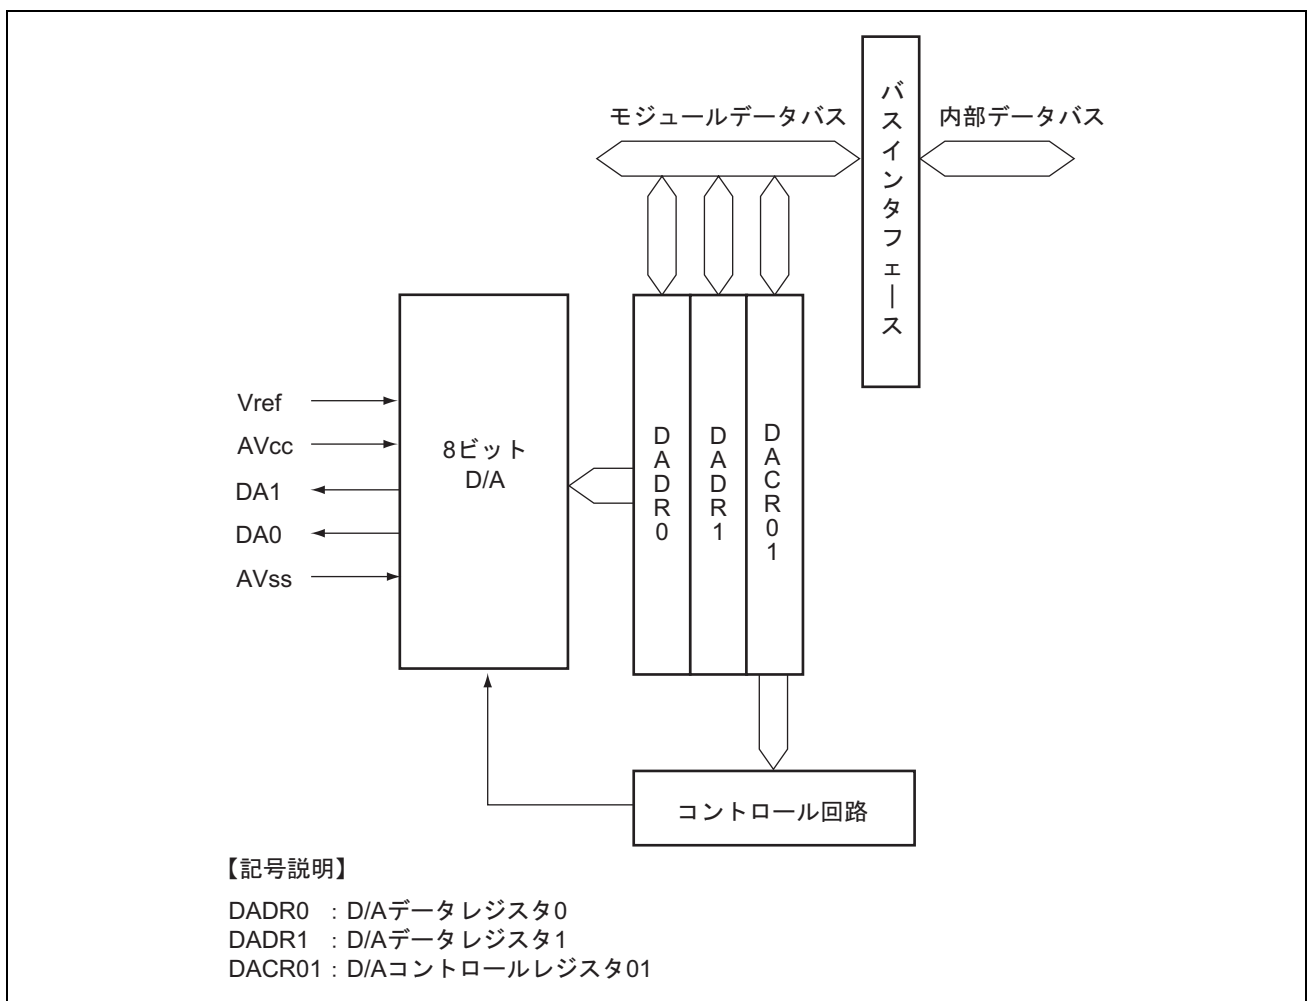 モジュールデータバス
バスインタフェース
内部データバス
Vref
AVcc
DA1
DA0
AVss
8ビット
D/A
DADR0
DADR1
DACR01
コントロール回路
【記号説明】
DADR0 : D/Aデータレジスタ0
DADR1 : D/Aデータレジスタ1
DACR01 : D/Aコントロールレジスタ01